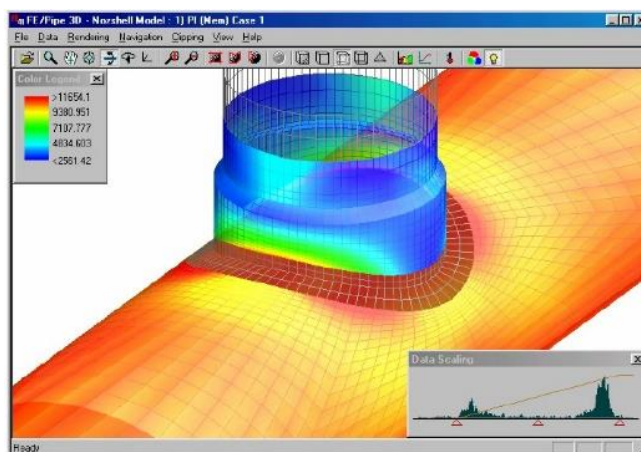 FE/Pipe 3D - Nozshell Model : 1) Pl (Mem) Case 1
File Data Rendering Navigation Clipping View Help
Color Legend
>11654.1
9380.951
7107.777
4834.603
<2561.42
Data Scaling
Ready